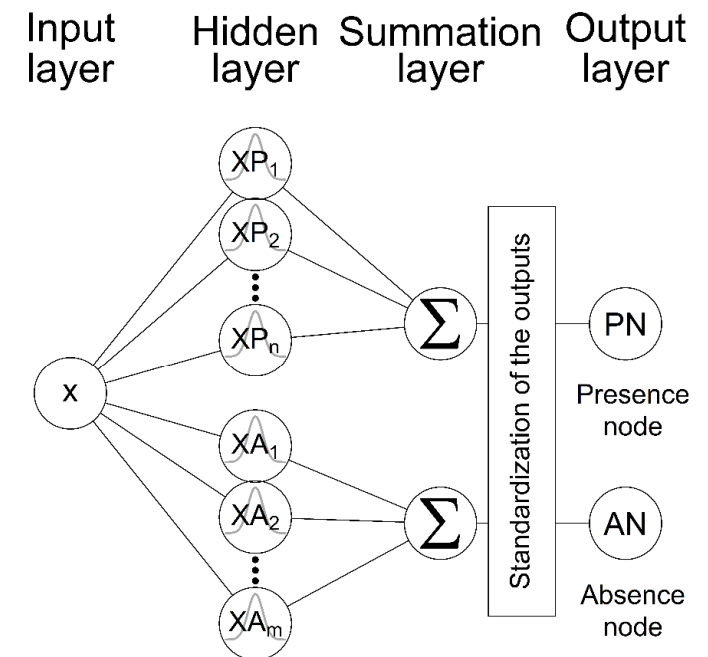 Input layer
Hidden layer
Summation layer
Output layer
XP₁
XP₂
XPₙ
x
XA₁
XA₂
XAₘ
Σ
Σ
Standardization of the outputs
PN
Presence node
AN
Absence node